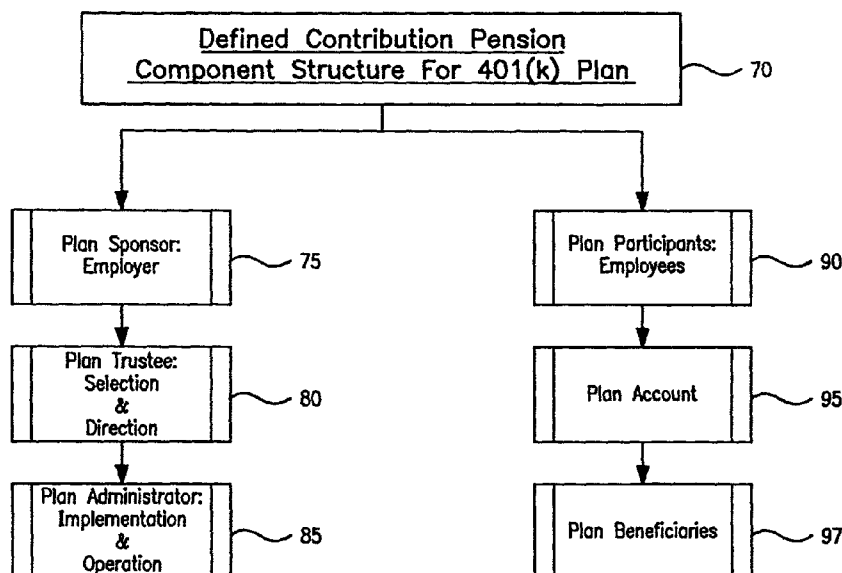 Defined Contribution Pension
Component Structure For 401(k) Plan
70
Plan Sponsor:
Employer
75
Plan Trustee:
Selection
&
Direction
80
Plan Administrator:
Implementation
&
Operation
85
Plan Participants:
Employees
90
Plan Account
95
Plan Beneficiaries
97